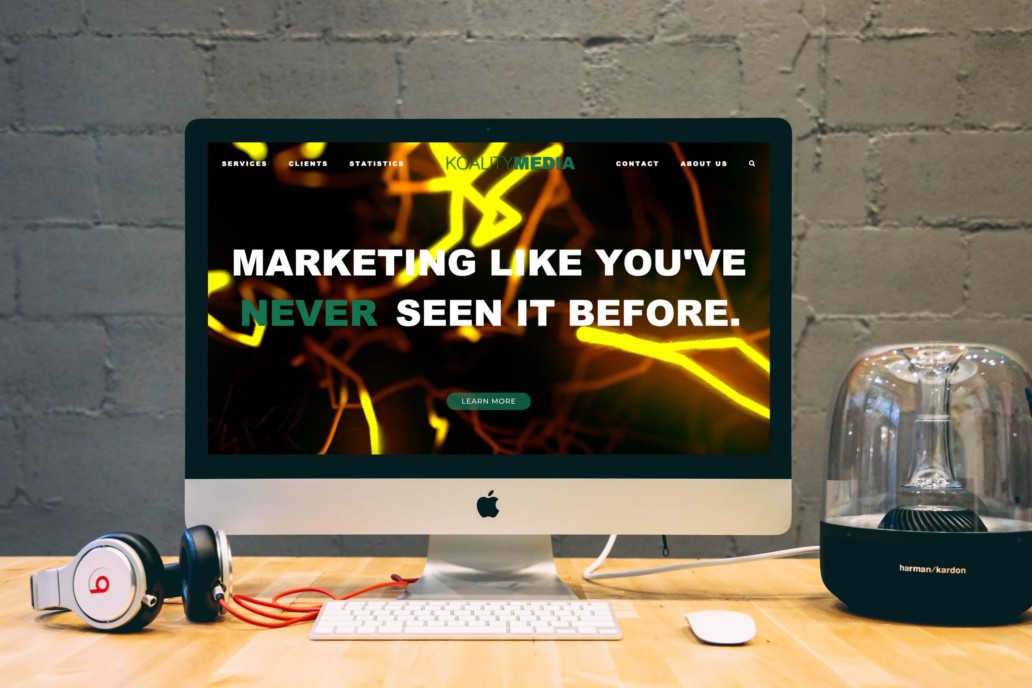 SERVICES CLIENTS STATISTICS KOALITYMEDIA CONTACT ABOUT US
MARKETING LIKE YOU'VE
NEVER SEEN IT BEFORE.
LEARN MORE
harman/kardon
b